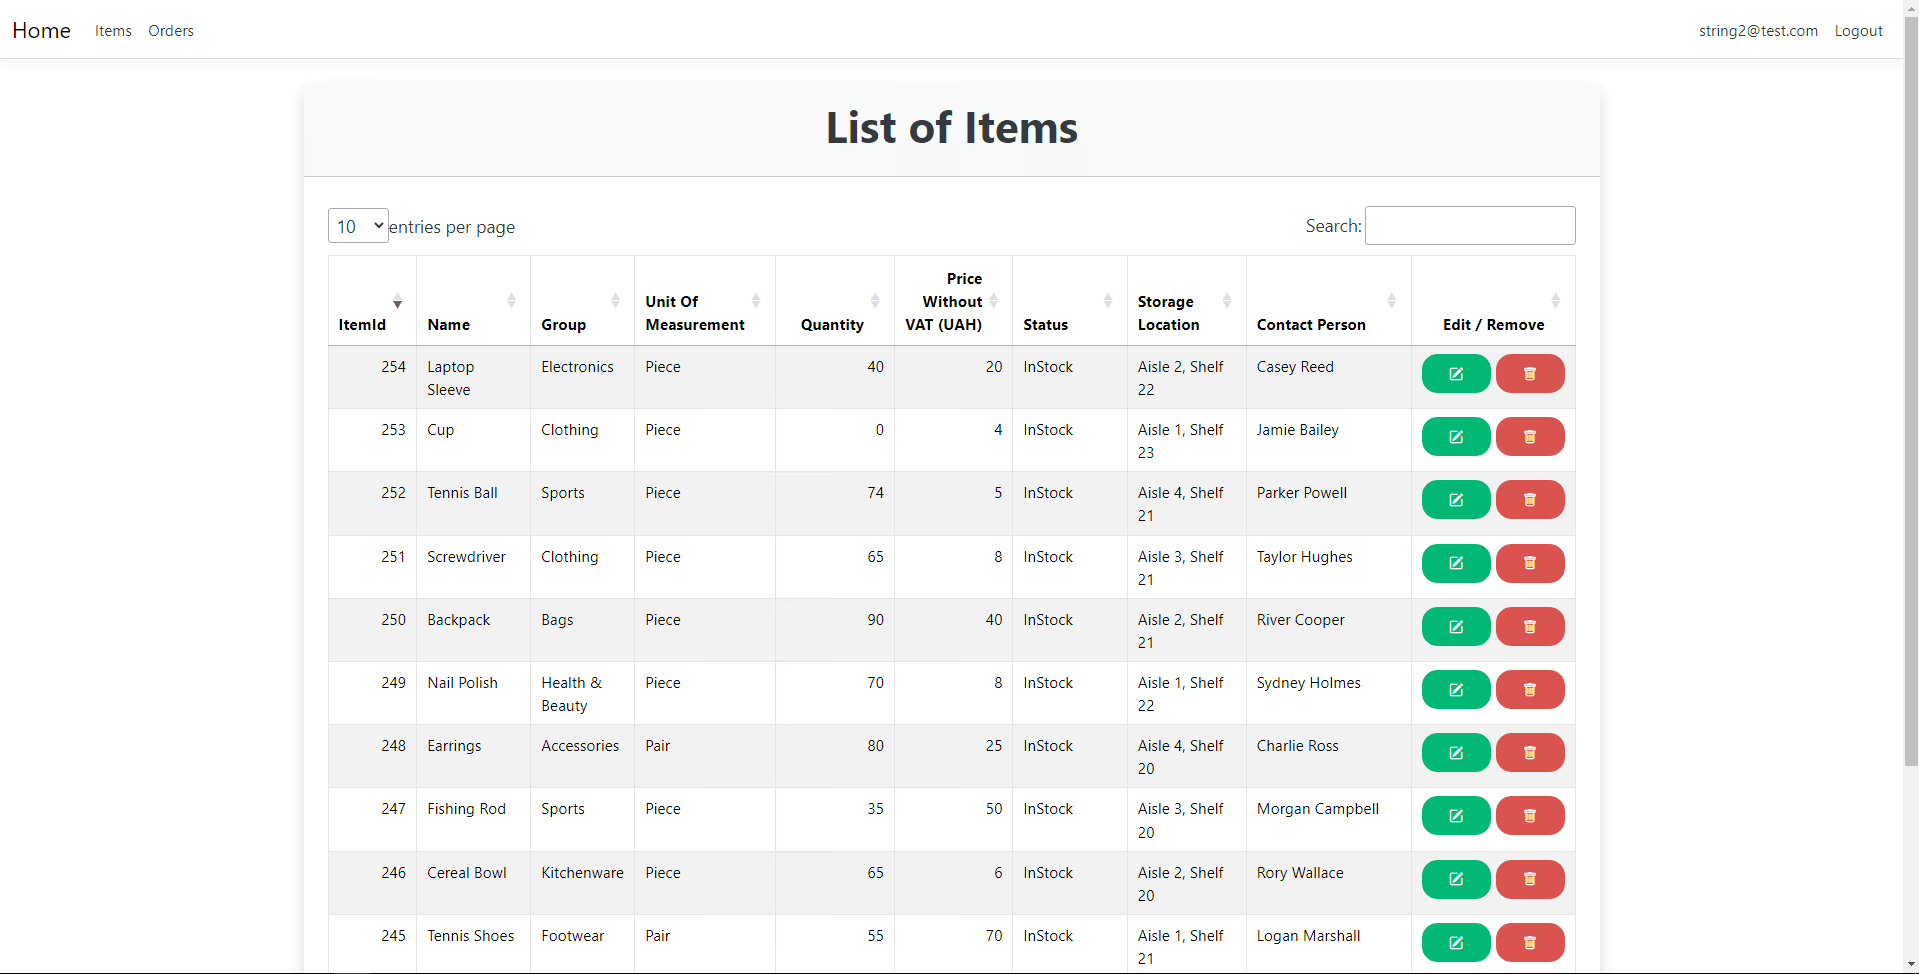 Home Items Orders string2@test.com Logout
List of Items
10 entries per page Search:
ItemId Name Group Unit Of Measurement Quantity Price Without VAT (UAH) Status Storage Location Contact Person Edit / Remove
254 Laptop Sleeve Electronics Piece 40 20 InStock Aisle 2, Shelf 22 Casey Reed
253 Cup Clothing Piece 0 4 InStock Aisle 1, Shelf 23 Jamie Bailey
252 Tennis Ball Sports Piece 74 5 InStock Aisle 4, Shelf 21 Parker Powell
251 Screwdriver Clothing Piece 65 8 InStock Aisle 3, Shelf 21 Taylor Hughes
250 Backpack Bags Piece 90 40 InStock Aisle 2, Shelf 21 River Cooper
249 Nail Polish Health & Beauty Piece 70 8 InStock Aisle 1, Shelf 22 Sydney Holmes
248 Earrings Accessories Pair 80 25 InStock Aisle 4, Shelf 20 Charlie Ross
247 Fishing Rod Sports Piece 35 50 InStock Aisle 3, Shelf 20 Morgan Campbell
246 Cereal Bowl Kitchenware Piece 65 6 InStock Aisle 2, Shelf 20 Rory Wallace
245 Tennis Shoes Footwear Pair 55 70 InStock Aisle 1, Shelf 21 Logan Marshall